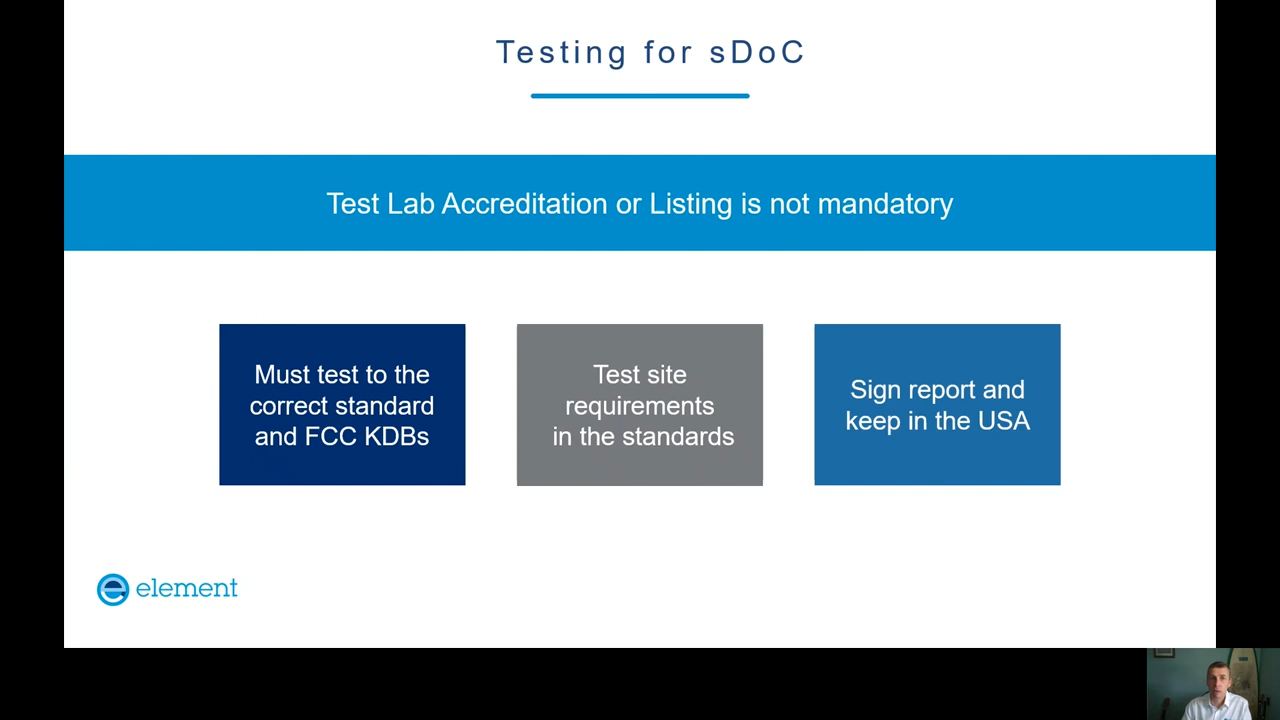 Testing for sDoC
Test Lab Accreditation or Listing is not mandatory
Must test to the
correct standard
and FCC KDBs
Test site
requirements
in the standards
Sign report and
keep in the USA
element